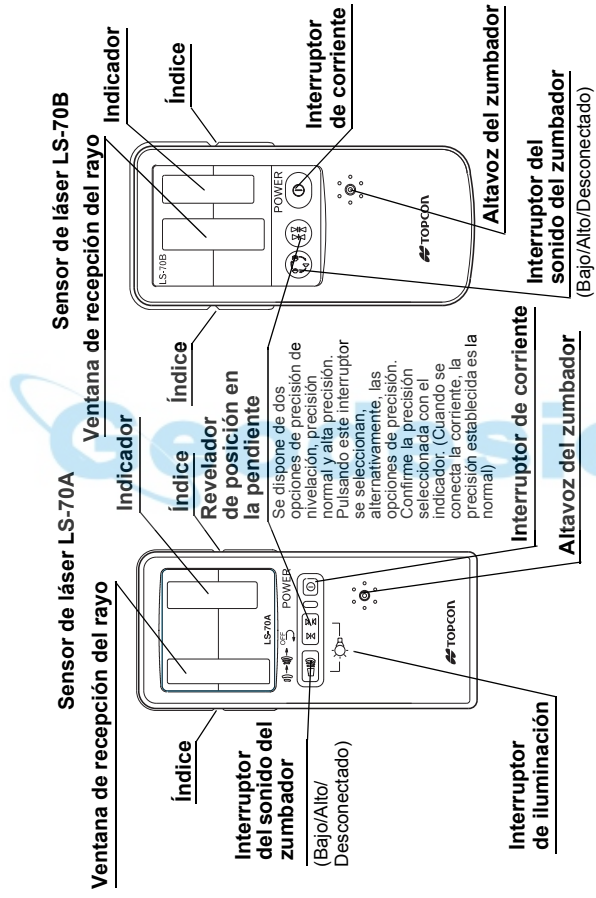 Sensor de láser LS-70A
Ventana de recepción del rayo
Indicador
Índice
Índice
LS-70A
OFF
POWER
TOPCON
Interruptor
del sonido del
zumbador
(Bajo/Alto/
Desconectado)
Interruptor
de iluminación
Interruptor de corriente
Altavoz del zumbador
Revelador
de posición en
la pendiente
Se dispone de dos
opciones de precisión de
nivelación, precisión
normal y alta precisión.
Pulsando este interruptor
se seleccionan,
alternativamente, las
opciones de precisión.
Confirme la precisión
seleccionada con el
indicador. (Cuando se
conecta la corriente, la
precisión establecida es la
normal)
Sensor de láser LS-70B
Ventana de recepción del rayo
Indicador
Índice
Índice
LS-70B
POWER
TOPCON
Interruptor
de corriente
Altavoz del zumbador
Interruptor del
sonido del zumbador
(Bajo/Alto/Desconectado)